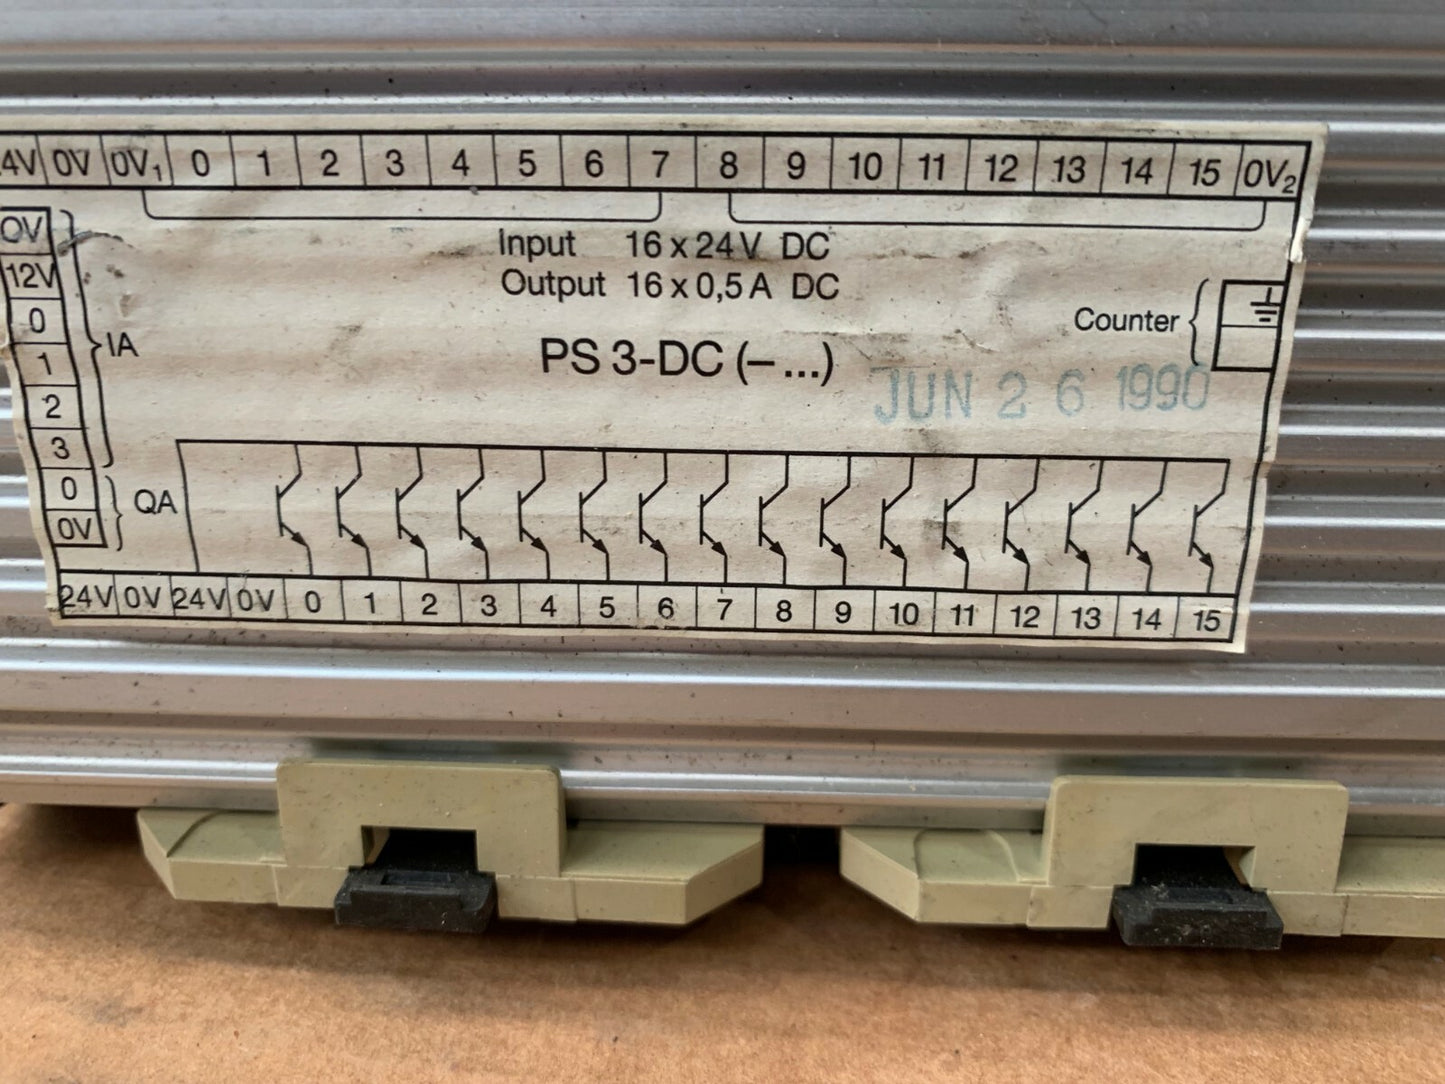 4V 0V 0V1 0 1 2 3 4 5 6 7 8 9 10 11 12 13 14 15 0V2
0V
12V
0
1
2
3
IA
0
0V
QA
Input 16 x 24 V DC
Output 16 x 0,5 A DC
PS 3-DC (– ...)
Counter
JUN 26 1990
24V 0V 24V 0V 0 1 2 3 4 5 6 7 8 9 10 11 12 13 14 15